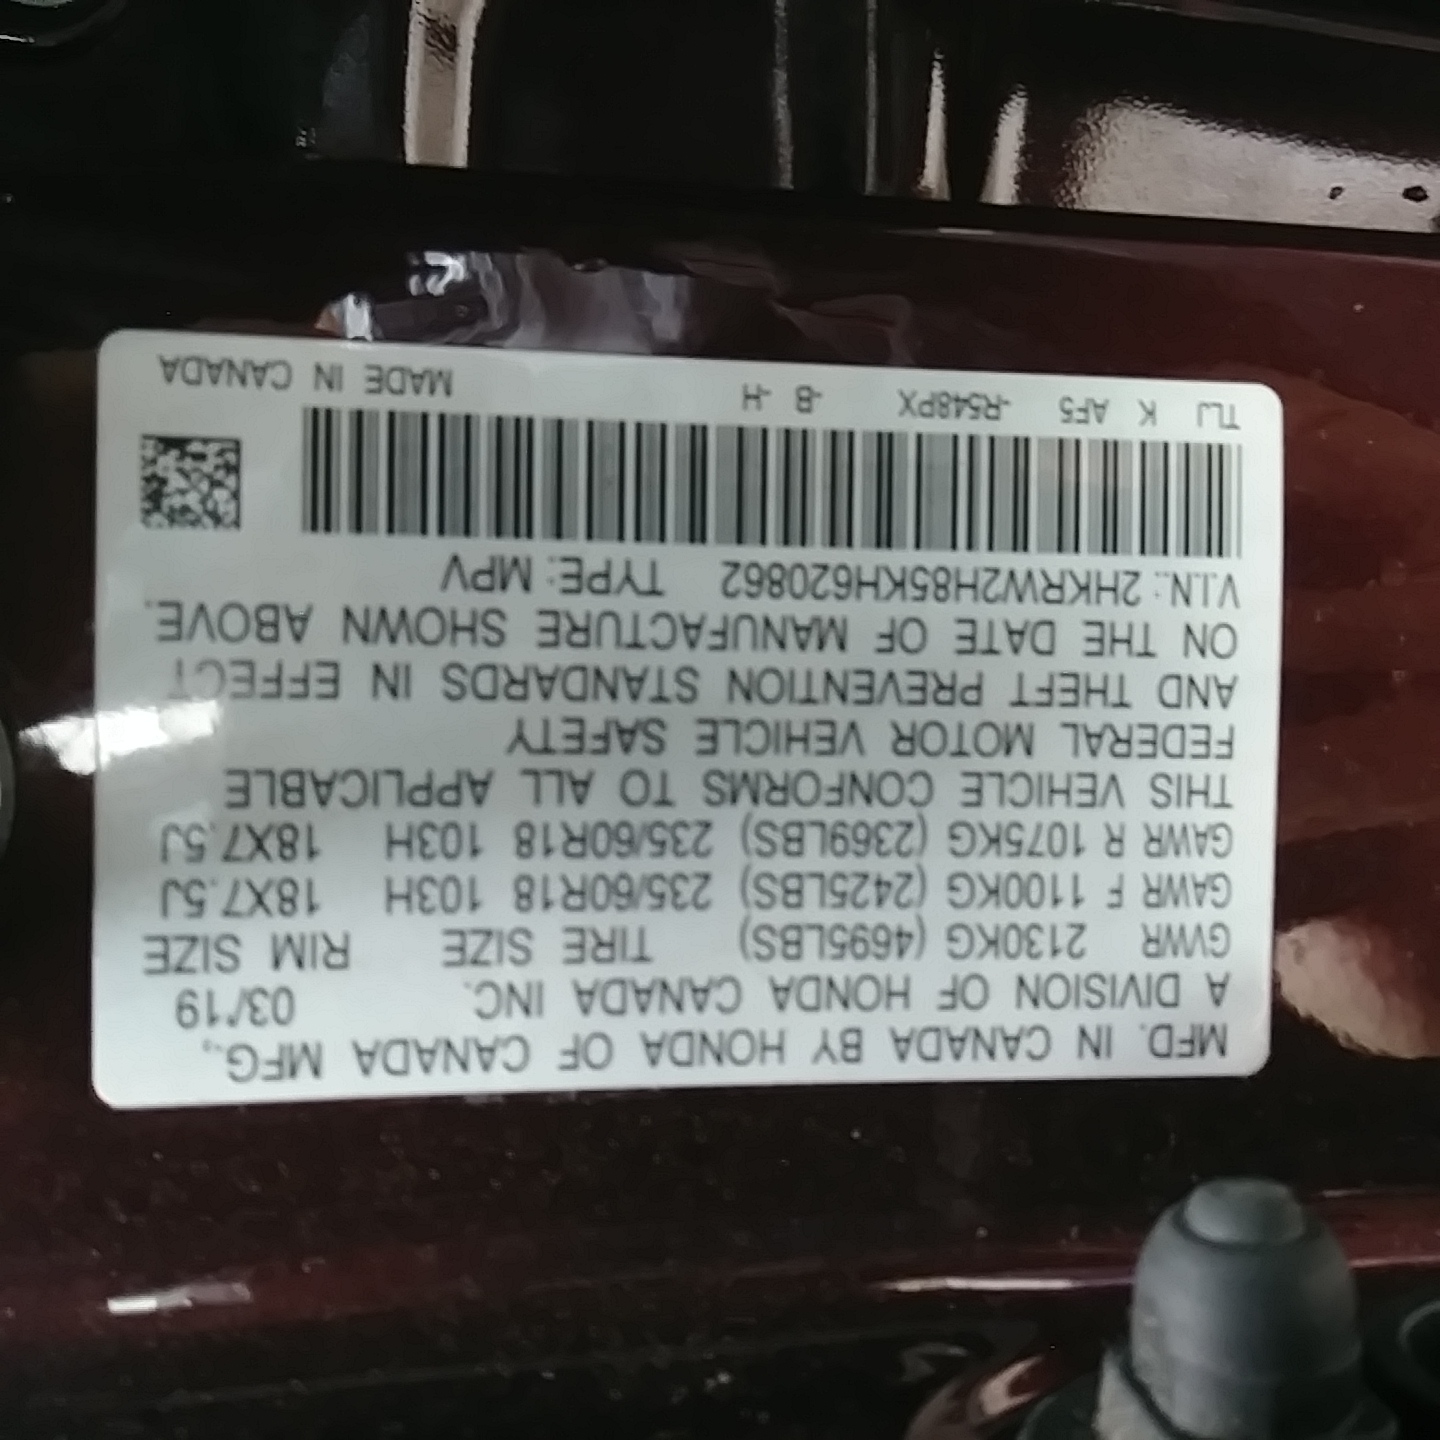 MFD. IN CANADA BY HONDA OF CANADA MFG.,
A DIVISION OF HONDA CANADA INC. 03/19
GVWR 2130KG (4695LBS) TIRE SIZE RIM SIZE
GAWR F 1100KG (2425LBS) 235/60R18 103H 18X7.5J
GAWR R 1075KG (2369LBS) 235/60R18 103H 18X7.5J
THIS VEHICLE CONFORMS TO ALL APPLICABLE
FEDERAL MOTOR VEHICLE SAFETY
AND THEFT PREVENTION STANDARDS IN EFFECT
ON THE DATE OF MANUFACTURE SHOWN ABOVE.
V.I.N.: 2HKRW2H85KH620862 TYPE: MPV
TLJ K AF5 -R548PX -B -H MADE IN CANADA